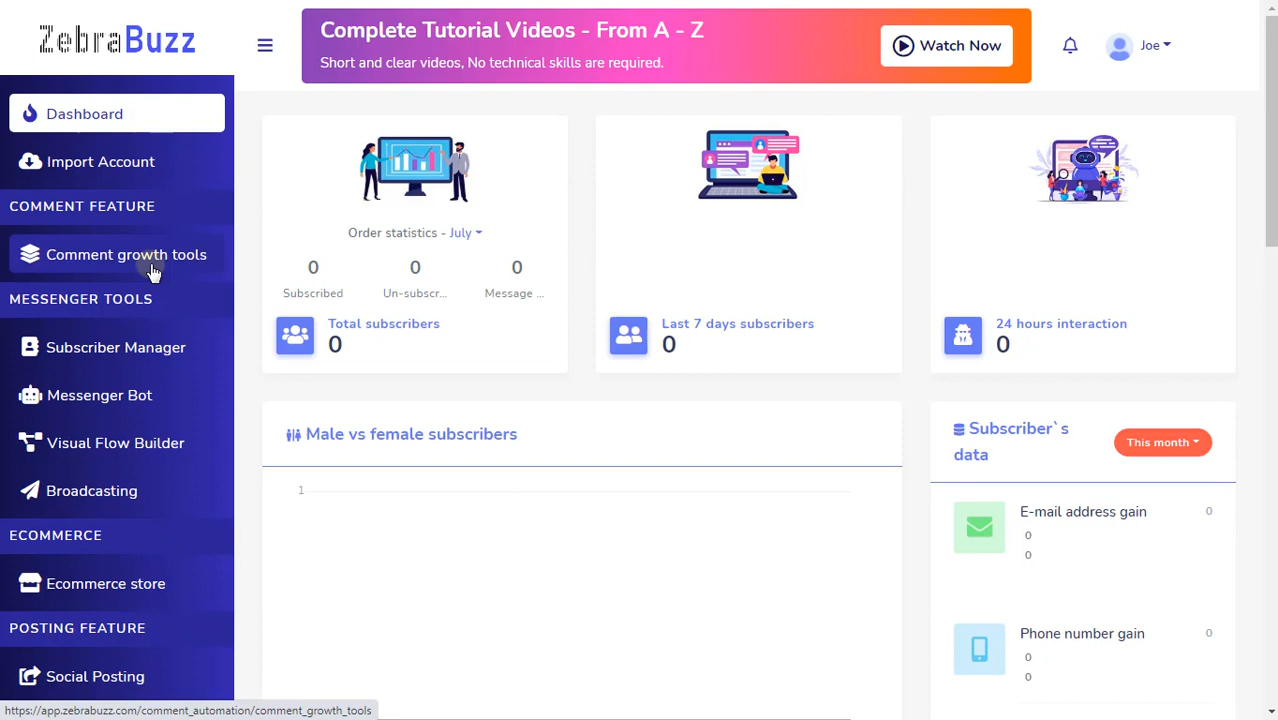 ZebraBuzz
Complete Tutorial Videos - From A - Z
Short and clear videos, No technical skills are required.
Watch Now
Joe
Dashboard
Import Account
COMMENT FEATURE
Comment growth tools
MESSENGER TOOLS
Subscriber Manager
Messenger Bot
Visual Flow Builder
Broadcasting
ECOMMERCE
Ecommerce store
POSTING FEATURE
Social Posting
Order statistics - July
0 0 0
Subscribed Un-subscr... Message ...
Total subscribers
0
Last 7 days subscribers
0
24 hours interaction
0
Male vs female subscribers
1
Subscriber`s
data
This month
E-mail address gain 0
0
0
Phone number gain 0
0
0
https://app.zebrabuzz.com/comment_automation/comment_growth_tools